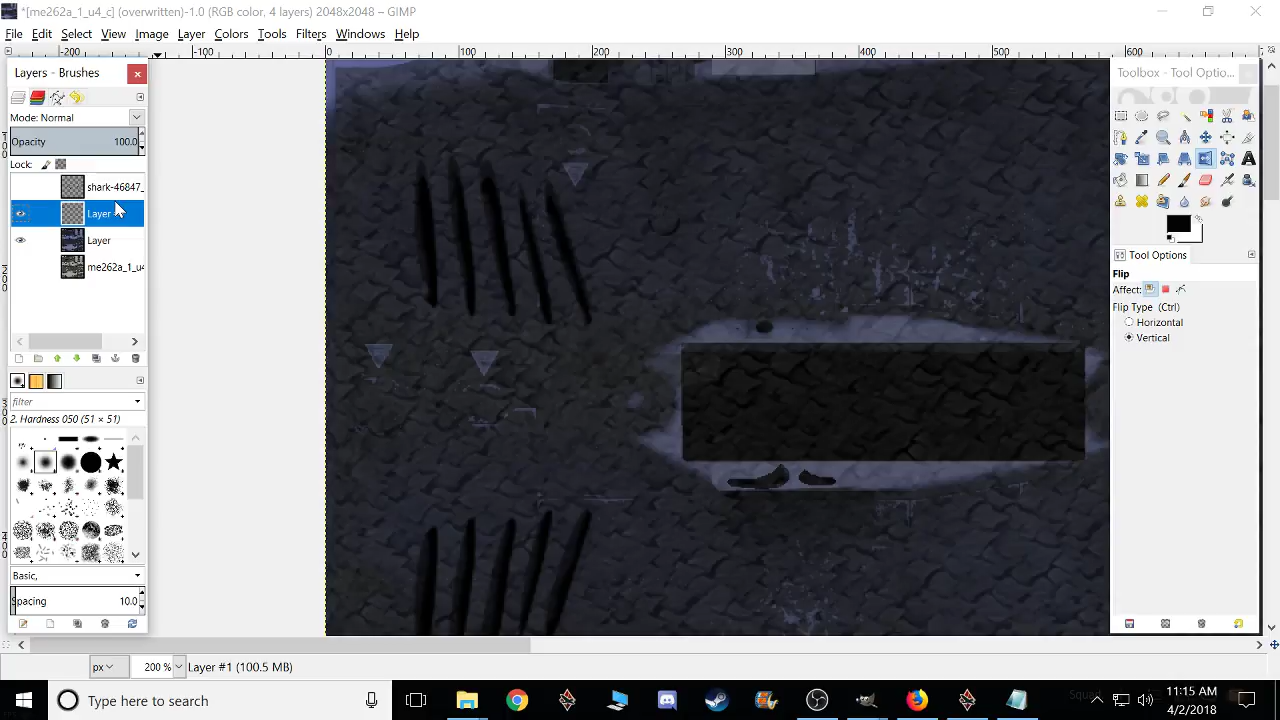 *[me262a_1_u4_c] (overwritten)-1.0 (RGB color, 4 layers) 2048x2048 – GIMP
File Edit Select View Image Layer Colors Tools Filters Windows Help
-200 -100 0 100 200 300 400 500 600
Layers - Brushes
Mode: Normal
Opacity 100.0
Lock:
shark-46847_
Layer
Layer
me262a_1_u4
filter
2. Hardness 050 (51 × 51)
Basic,
Spacing 10.0
Toolbox - Tool Optio...
Tool Options
Flip
Affect:
Flip Type (Ctrl)
Horizontal
Vertical
px 200 % Layer #1 (100.5 MB)
Type here to search
11:15 AM
4/2/2018